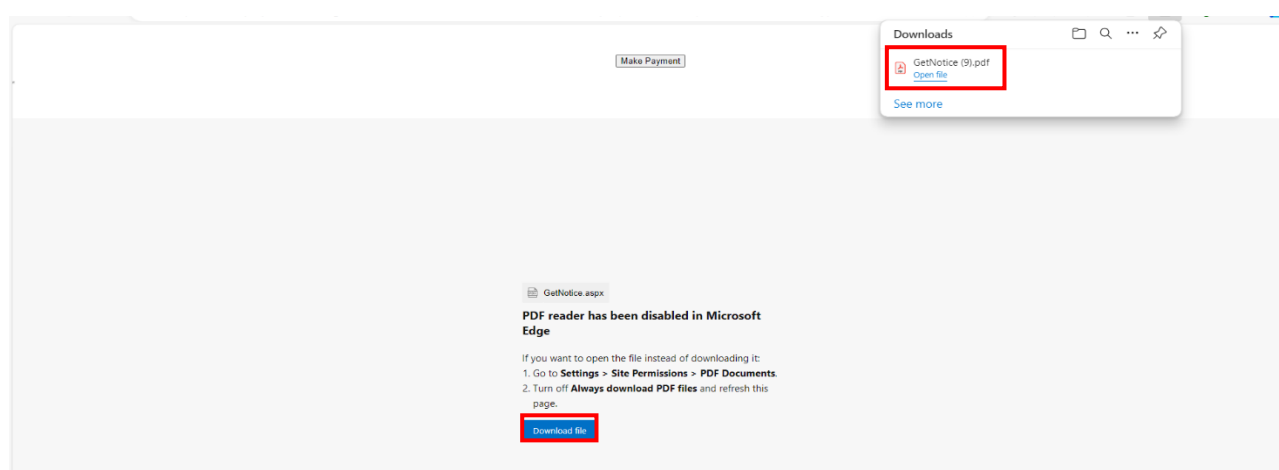 Downloads
Make Payment
GetNotice (9).pdf
Open file
See more
GetNotice.aspx
PDF reader has been disabled in Microsoft
Edge
If you want to open the file instead of downloading it:
1. Go to Settings > Site Permissions > PDF Documents.
2. Turn off Always download PDF files and refresh this
page.
Download file